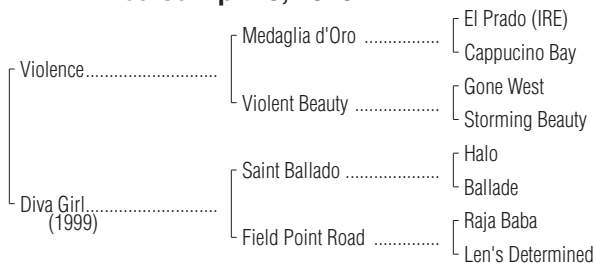 El Prado (IRE)
Medaglia d'Oro ...............
Cappucino Bay
Violence..........................
Gone West
Violent Beauty .................
Storming Beauty
Halo
Saint Ballado ...................
Ballade
Diva Girl..........................
(1999)
Raja Baba
Field Point Road .............
Len's Determined